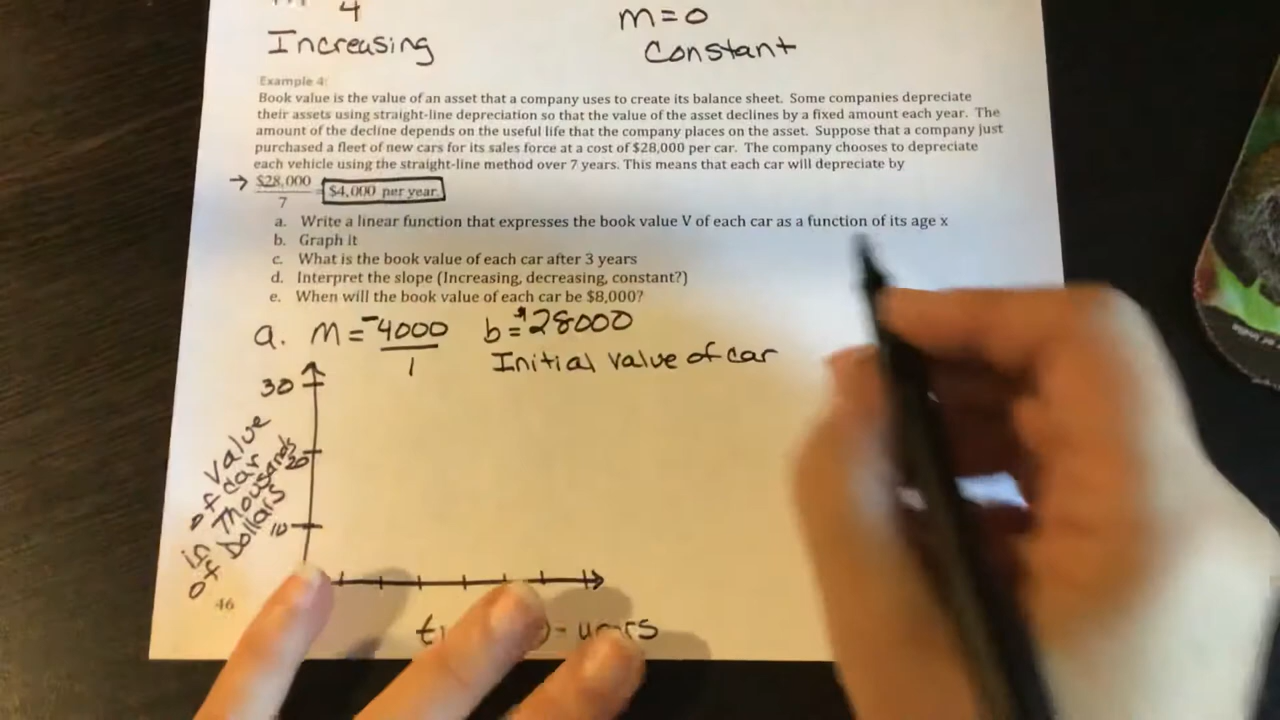 4
m=0
Increasing
Constant
Example 4:
Book value is the value of an asset that a company uses to create its balance sheet. Some companies depreciate
their assets using straight-line depreciation so that the value of the asset declines by a fixed amount each year. The
amount of the decline depends on the useful life that the company places on the asset. Suppose that a company just
purchased a fleet of new cars for its sales force at a cost of $28,000 per car. The company chooses to depreciate
each vehicle using the straight-line method over 7 years. This means that each car will depreciate by
→ $28,000 = $4,000 per year.
7
a. Write a linear function that expresses the book value V of each car as a function of its age x
b. Graph it
c. What is the book value of each car after 3 years
d. Interpret the slope (Increasing, decreasing, constant?)
e. When will the book value of each car be $8,000?
a. m = -4000 b = $28000
1
Initial value of car
30
20
10
Value
of car
in Thousands
of Dollars
46